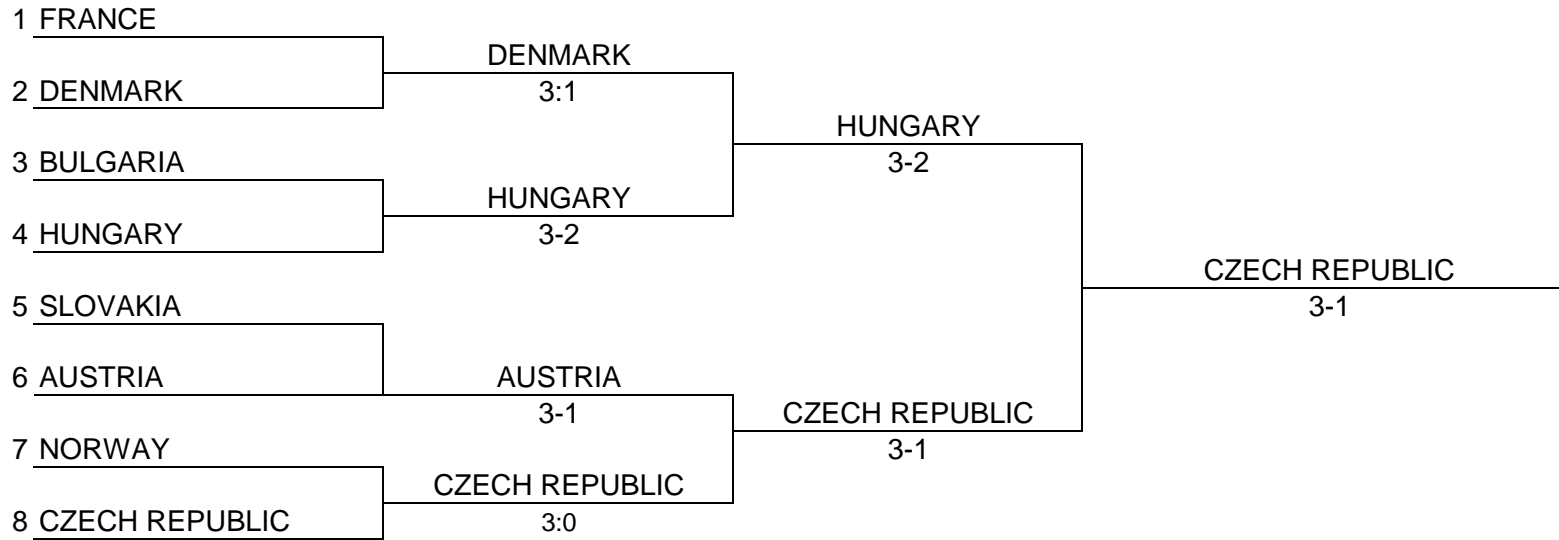 1 FRANCE
DENMARK
2 DENMARK
3:1
HUNGARY
3 BULGARIA
3-2
HUNGARY
4 HUNGARY
3-2
CZECH REPUBLIC
5 SLOVAKIA
3-1
6 AUSTRIA
AUSTRIA
3-1
CZECH REPUBLIC
7 NORWAY
3-1
CZECH REPUBLIC
8 CZECH REPUBLIC
3:0